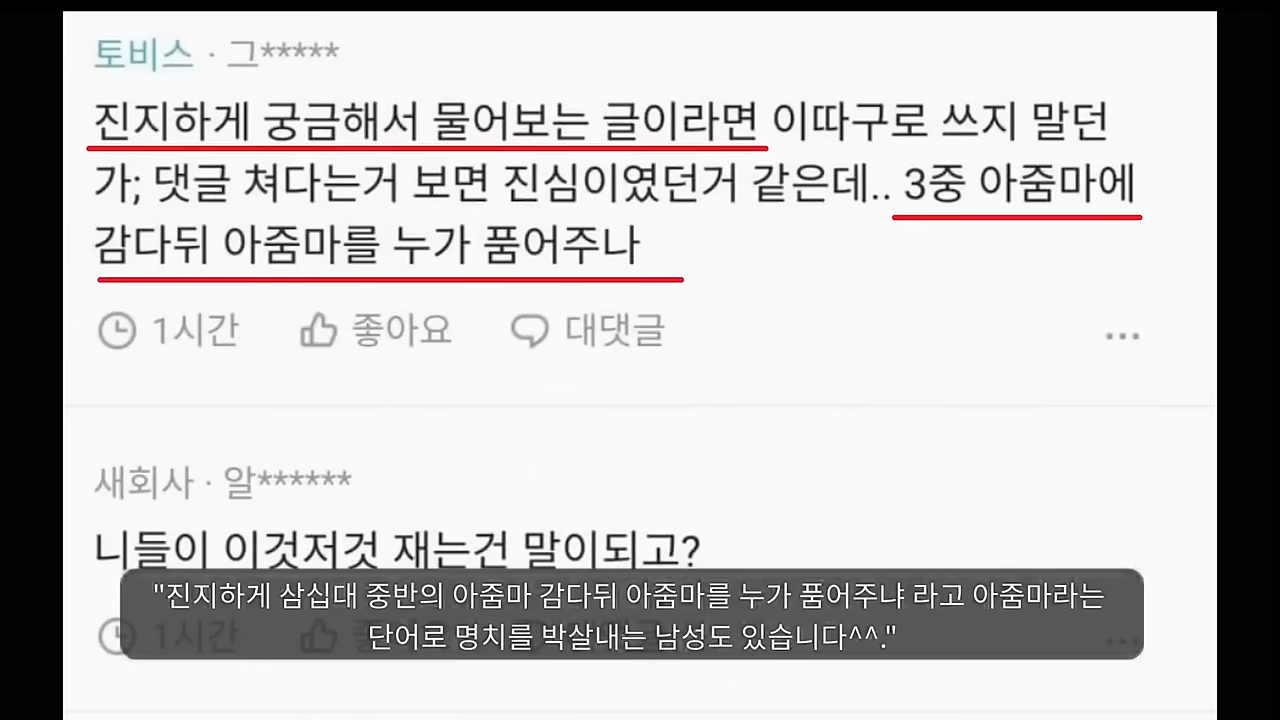 토비스 · 그*****
진지하게 궁금해서 물어보는 글이라면 이따구로 쓰지 말던
가; 댓글 쳐다는거 보면 진심이였던거 같은데.. 3중 아줌마에
감다뒤 아줌마를 누가 품어주나
1시간 좋아요 대댓글
새회사 · 알******
니들이 이것저것 재는건 말이되고?
"진지하게 삼십대 중반의 아줌마 감다뒤 아줌마를 누가 품어주냐 라고 아줌마라는
단어로 명치를 박살내는 남성도 있습니다^^."
1시간